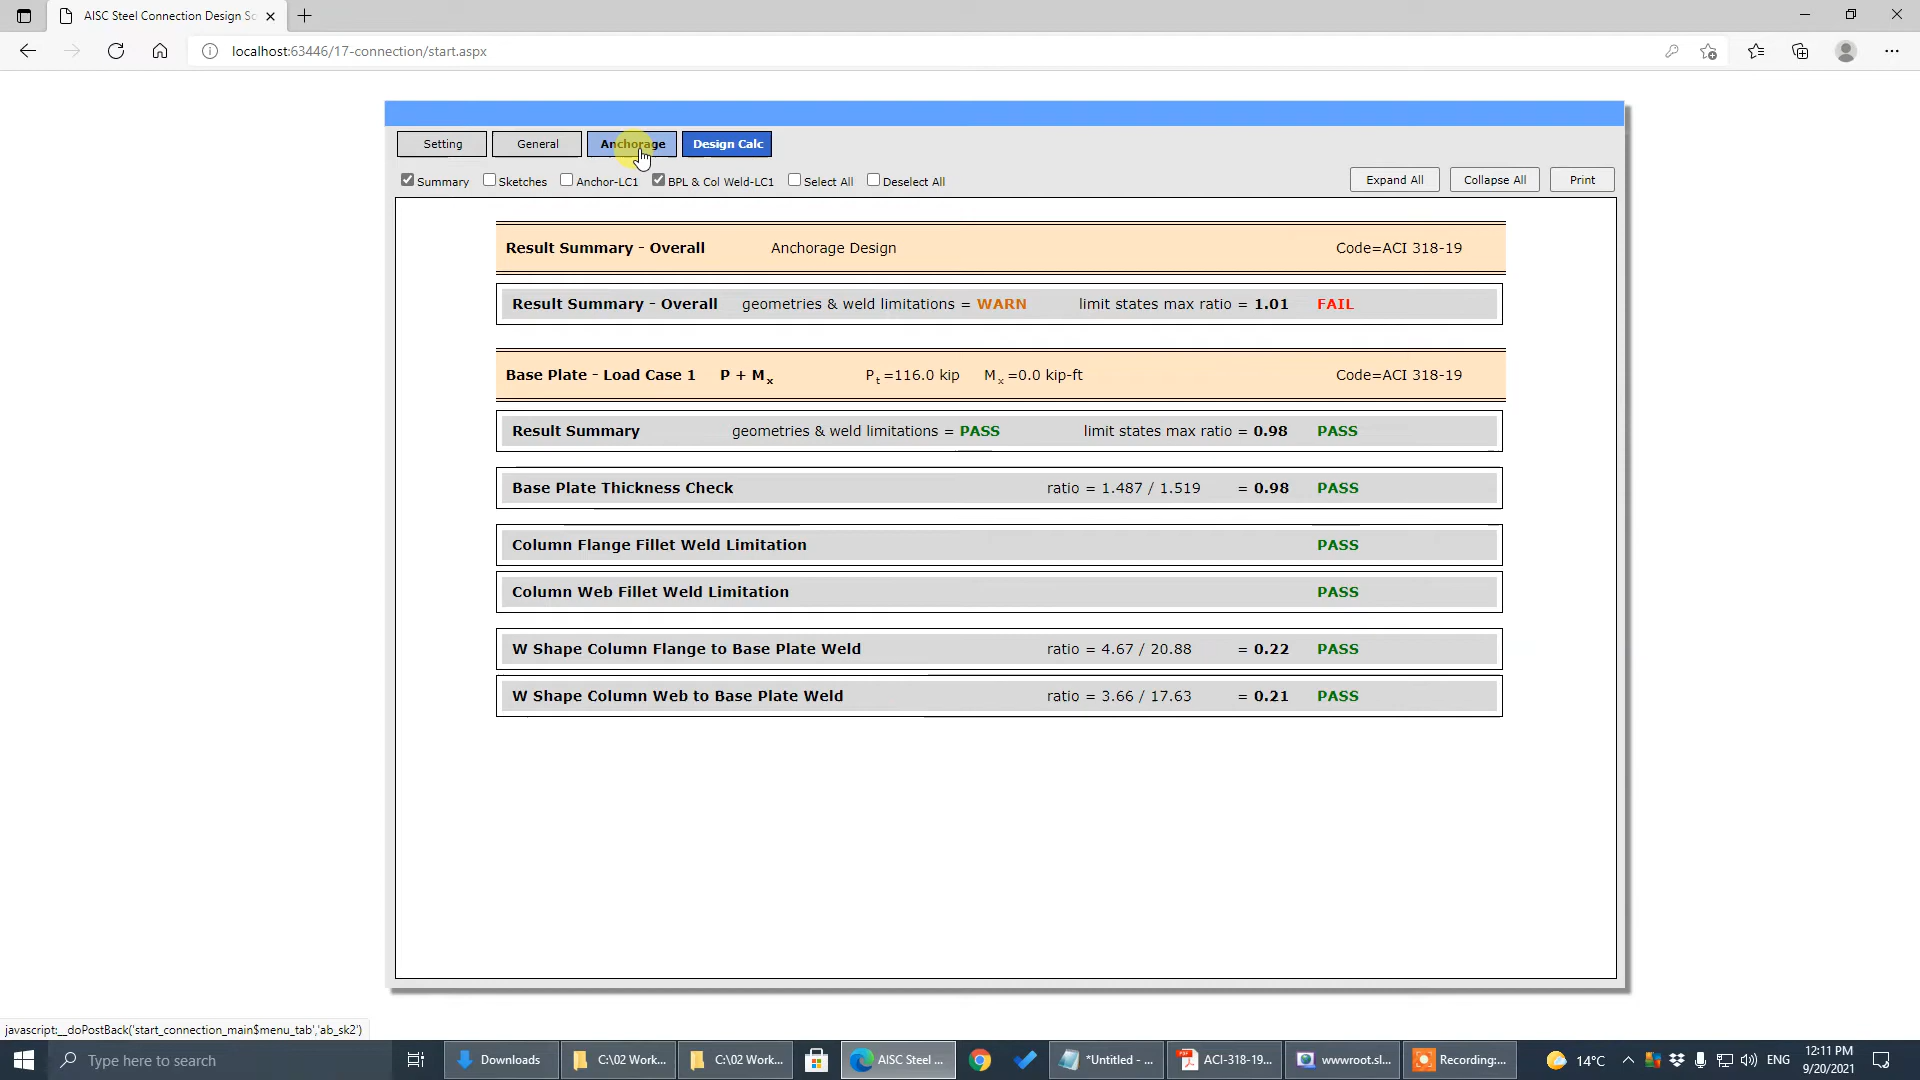 AISC Steel Connection Design So
localhost:63446/17-connection/start.aspx
Setting General Anchorage Design Calc
Summary Sketches Anchor-LC1 BPL & Col Weld-LC1 Select All Deselect All Expand All Collapse All Print
Result Summary - Overall Anchorage Design Code=ACI 318-19
Result Summary - Overall geometries & weld limitations = WARN limit states max ratio = 1.01 FAIL
Base Plate - Load Case 1 P + Mx Pt =116.0 kip Mx =0.0 kip-ft Code=ACI 318-19
Result Summary geometries & weld limitations = PASS limit states max ratio = 0.98 PASS
Base Plate Thickness Check ratio = 1.487 / 1.519 = 0.98 PASS
Column Flange Fillet Weld Limitation PASS
Column Web Fillet Weld Limitation PASS
W Shape Column Flange to Base Plate Weld ratio = 4.67 / 20.88 = 0.22 PASS
W Shape Column Web to Base Plate Weld ratio = 3.66 / 17.63 = 0.21 PASS
javascript:__doPostBack('start_connection_main$menu_tab','ab_sk2')
Type here to search Downloads C:\02 Work... C:\02 Work... AISC Steel ... *Untitled - ... ACI-318-19... wwwroot.sl... Recording:... 14°C ENG 12:11 PM
9/20/2021